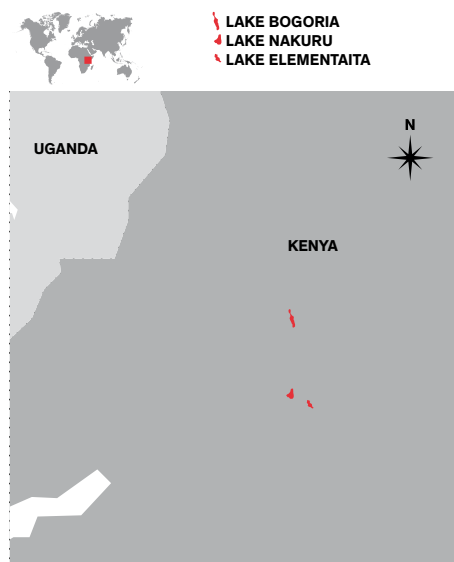 LAKE BOGORIA
LAKE NAKURU
LAKE ELEMENTAITA
N
UGANDA
KENYA